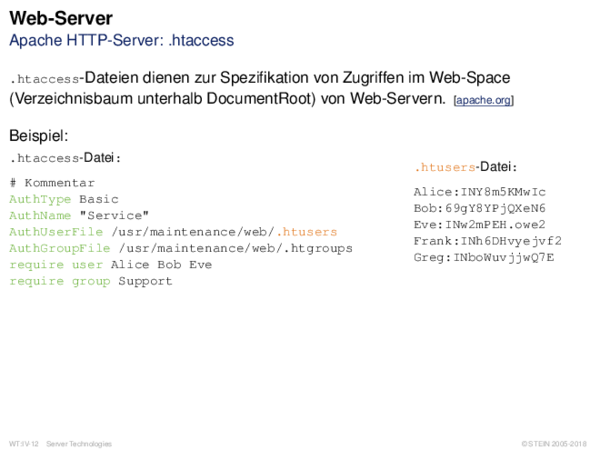 Web-Server
Apache HTTP-Server: .htaccess
.htaccess-Dateien dienen zur Spezifikation von Zugriffen im Web-Space
(Verzeichnisbaum unterhalb DocumentRoot) von Web-Servern. [apache.org]
Beispiel:
.htaccess-Datei:
# Kommentar
AuthType Basic
AuthName "Service"
AuthUserFile /usr/maintenance/web/.htusers
AuthGroupFile /usr/maintenance/web/.htgroups
require user Alice Bob Eve
require group Support
.htusers-Datei:
Alice:INY8m5KMwIc
Bob:69gY8YPjQXeN6
Eve:INw2mPEH.owe2
Frank:INh6DHvyejvf2
Greg:INboWuvjjwQ7E
WT:IV-12 Server Technologies
© STEIN 2005-2018